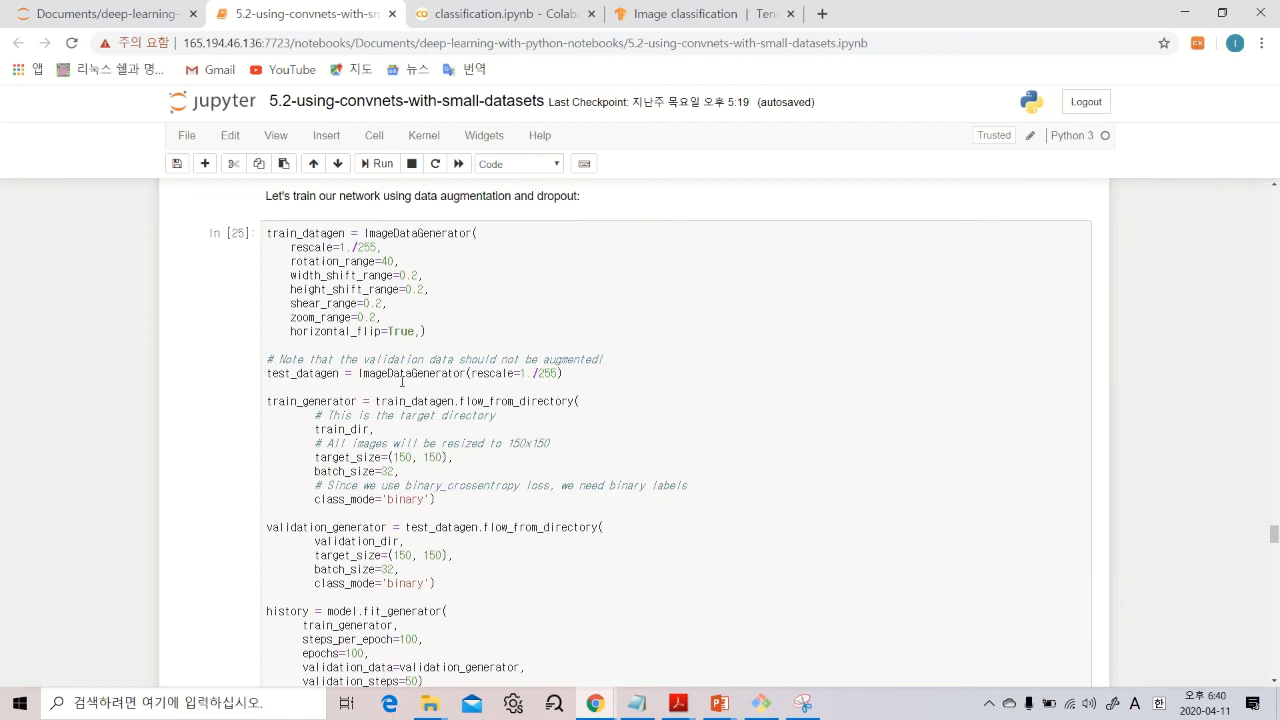 Documents/deep-learning-
5.2-using-convnets-with-sm
classification.ipynb - Colabo
Image classification | Tens
주의 요함 | 165.194.46.136:7723/notebooks/Documents/deep-learning-with-python-notebooks/5.2-using-convnets-with-small-datasets.ipynb
앱 리눅스 쉘과 명... Gmail YouTube 지도 뉴스 번역
jupyter 5.2-using-convnets-with-small-datasets Last Checkpoint: 지난주 목요일 오후 5:19 (autosaved) Logout
File Edit View Insert Cell Kernel Widgets Help Trusted Python 3
Run Code
Let's train our network using data augmentation and dropout:
In [25]: train_datagen = ImageDataGenerator(
rescale=1./255,
rotation_range=40,
width_shift_range=0.2,
height_shift_range=0.2,
shear_range=0.2,
zoom_range=0.2,
horizontal_flip=True,)
# Note that the validation data should not be augmented!
test_datagen = ImageDataGenerator(rescale=1./255)
train_generator = train_datagen.flow_from_directory(
# This is the target directory
train_dir,
# All images will be resized to 150x150
target_size=(150, 150),
batch_size=32,
# Since we use binary_crossentropy loss, we need binary labels
class_mode='binary')
validation_generator = test_datagen.flow_from_directory(
validation_dir,
target_size=(150, 150),
batch_size=32,
class_mode='binary')
history = model.fit_generator(
train_generator,
steps_per_epoch=100,
epochs=100,
validation_data=validation_generator,
validation_steps=50)
검색하려면 여기에 입력하십시오.
A 한 오후 6:40
2020-04-11